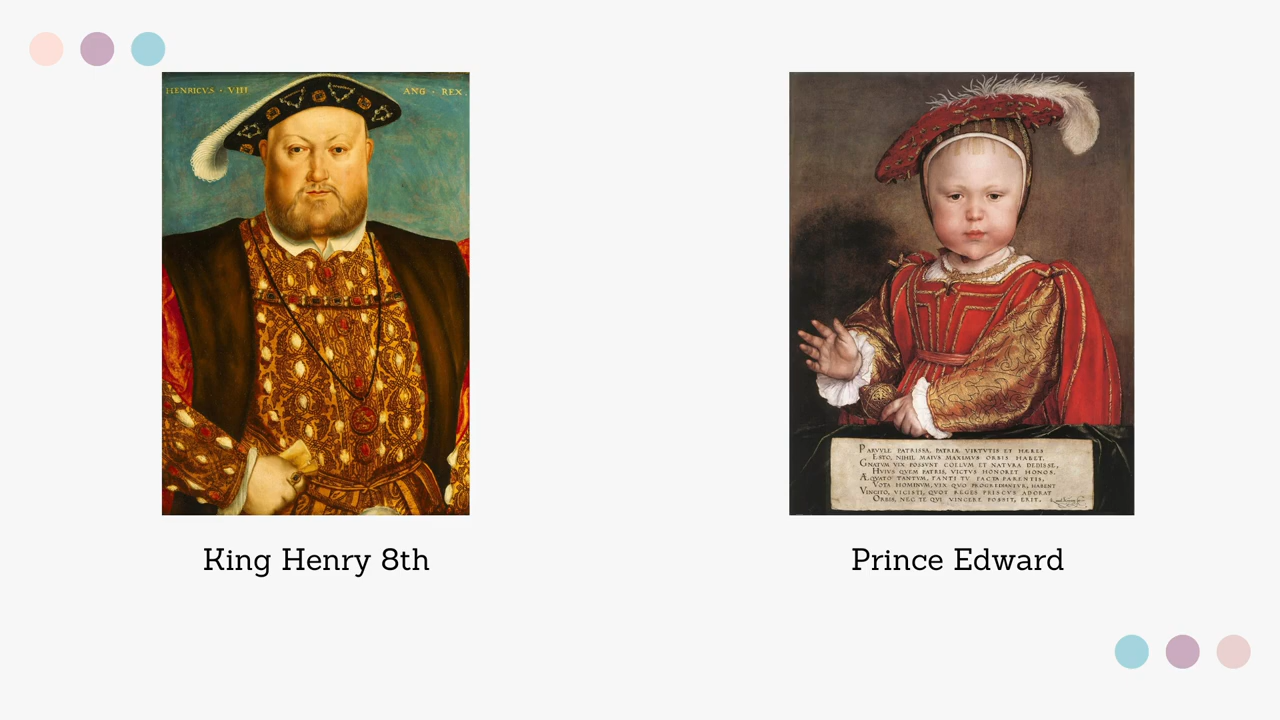 HENRICVS · VIII ANG · REX
King Henry 8th
PARVVLE PATRISSA, PATRIÆ VIRTVTIS ET HÆRES
ESTO, NIHIL MAIVS MAXIMVS ORBIS HABET.
GNATVM VIX POSSVNT COELVM ET NATVRA DEDISSE,
HVIVS QVEM PATRIS, VICTVS HONORET HONOS.
ÆQVATO TANTVM, TANTI TV FACTA PARENTIS,
VOTA HOMINVM, VIX QVO PROGREDIANTVR, HABENT
VINCITO, VICISTI, QVOT REGES PRISCVS ADORAT
ORBIS, NEC TE QVI VINCERE POSSIT, ERIT.
Prince Edward